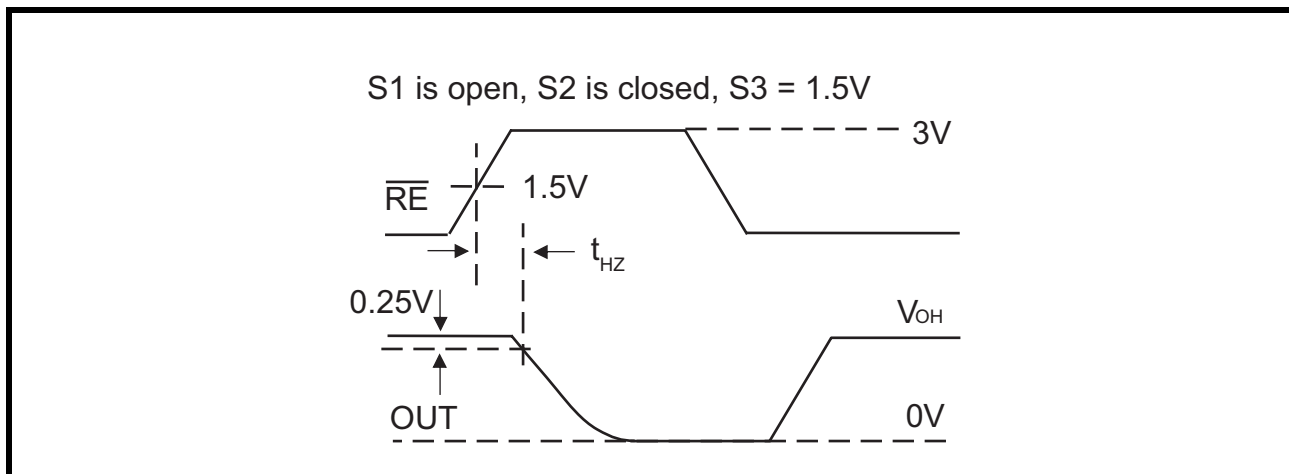 S1 is open, S2 is closed, S3 = 1.5V
3V
RE
1.5V
tHZ
0.25V
VOH
OUT
0V